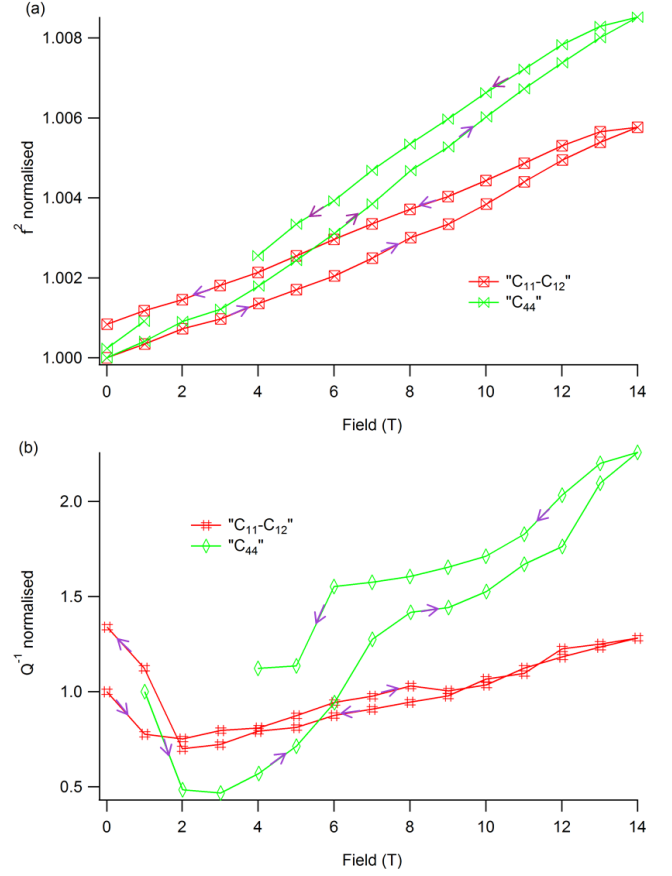 (a)
1.008
1.006
1.004
1.002
1.000
f² normalised
"C₁₁-C₁₂"
"C₄₄"
0 2 4 6 8 10 12 14
Field (T)
(b)
2.0
1.5
1.0
0.5
Q⁻¹ normalised
"C₁₁-C₁₂"
"C₄₄"
0 2 4 6 8 10 12 14
Field (T)